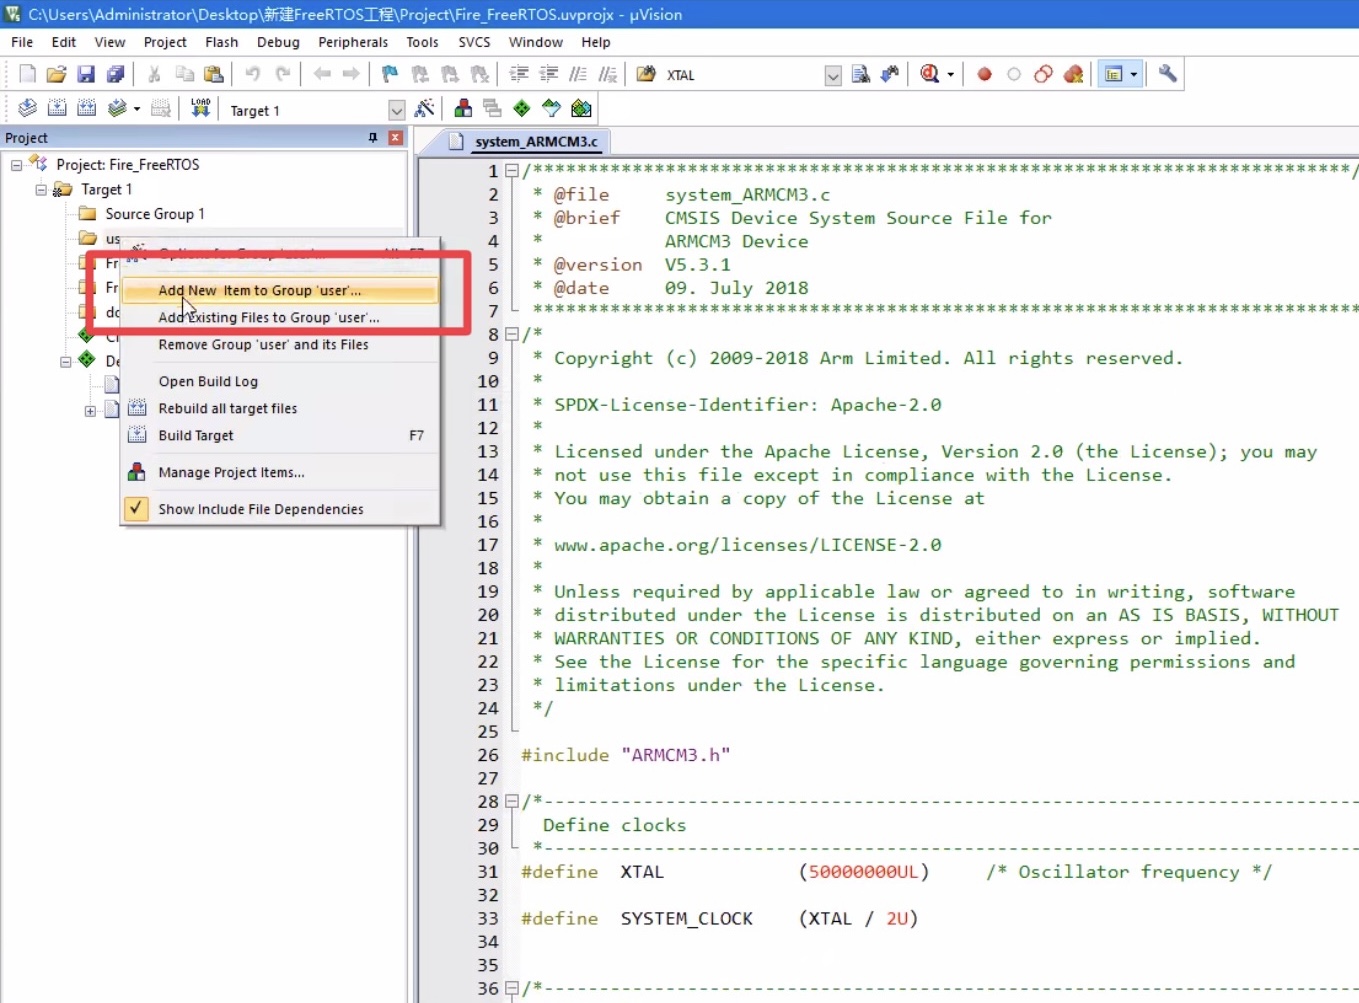 C:\Users\Administrator\Desktop\新建FreeRTOS工程\Project\Fire_FreeRTOS.uvprojx - µVision
File Edit View Project Flash Debug Peripherals Tools SVCS Window Help
XTAL
LOAD Target 1
Project
Project: Fire_FreeRTOS
Target 1
Source Group 1
us
Fr
Fr
do
De
Add New Item to Group 'user'...
Add Existing Files to Group 'user'...
Remove Group 'user' and its Files
Open Build Log
Rebuild all target files
Build Target F7
Manage Project Items...
Show Include File Dependencies
system_ARMCM3.c
1 /**************************************************************************/
2 * @file system_ARMCM3.c
3 * @brief CMSIS Device System Source File for
4 * ARMCM3 Device
5 * @version V5.3.1
6 * @date 09. July 2018
7 ***************************************************************************
8 /*
9 * Copyright (c) 2009-2018 Arm Limited. All rights reserved.
10 *
11 * SPDX-License-Identifier: Apache-2.0
12 *
13 * Licensed under the Apache License, Version 2.0 (the License); you may
14 * not use this file except in compliance with the License.
15 * You may obtain a copy of the License at
16 *
17 * www.apache.org/licenses/LICENSE-2.0
18 *
19 * Unless required by applicable law or agreed to in writing, software
20 * distributed under the License is distributed on an AS IS BASIS, WITHOUT
21 * WARRANTIES OR CONDITIONS OF ANY KIND, either express or implied.
22 * See the License for the specific language governing permissions and
23 * limitations under the License.
24 */
25
26 #include "ARMCM3.h"
27
28 /*---------------------------------------------------------------------------
29 Define clocks
30 *---------------------------------------------------------------------------
31 #define XTAL (50000000UL) /* Oscillator frequency */
32
33 #define SYSTEM_CLOCK (XTAL / 2U)
34
35
36 /*---------------------------------------------------------------------------